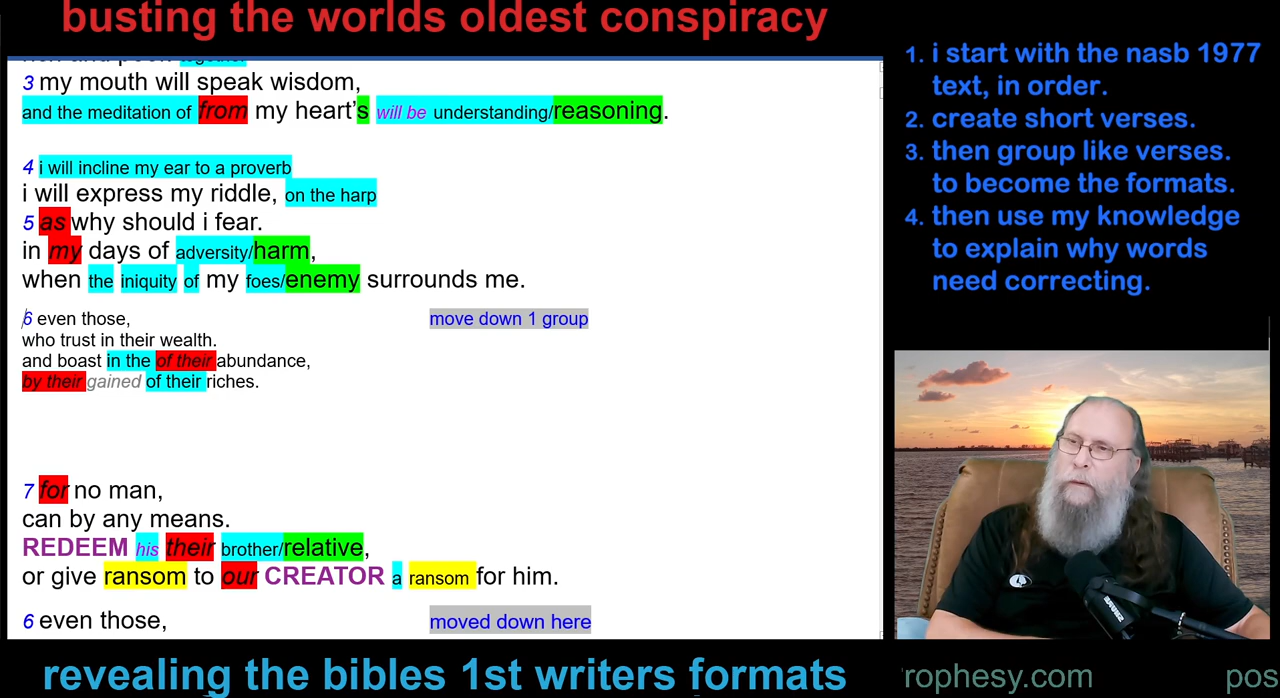 busting the worlds oldest conspiracy
3 my mouth will speak wisdom,
and the meditation of from my heart's will be understanding/reasoning.
4 i will incline my ear to a proverb
i will express my riddle, on the harp
5 as why should i fear.
in my days of adversity/harm,
when the iniquity of my foes/enemy surrounds me.
6 even those, move down 1 group
who trust in their wealth.
and boast in the of their abundance,
by their gained of their riches.
7 for no man,
can by any means.
REDEEM his their brother/relative,
or give ransom to our CREATOR a ransom for him.
6 even those, moved down here
revealing the bibles 1st writers formats
1. i start with the nasb 1977
text, in order.
2. create short verses.
3. then group like verses.
to become the formats.
4. then use my knowledge
to explain why words
need correcting.
rophesy.com pos